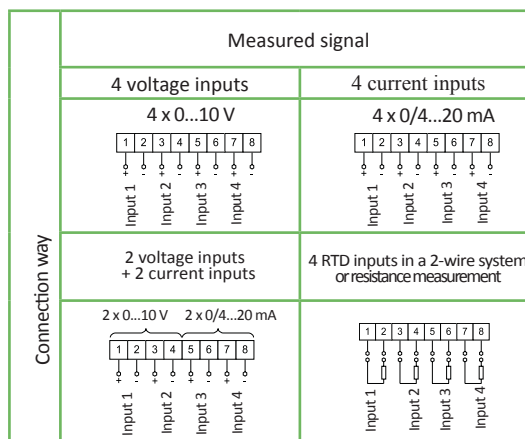 Measured signal
4 voltage inputs
4 current inputs
Connection way
4 x 0...10 V
1 2 3 4 5 6 7 8
+ - + - + - + -
Input 1 Input 2 Input 3 Input 4
4 x 0/4...20 mA
1 2 3 4 5 6 7 8
+ - + - + - + -
Input 1 Input 2 Input 3 Input 4
2 voltage inputs
+ 2 current inputs
4 RTD inputs in a 2-wire system
or resistance measurement
2 x 0...10 V 2 x 0/4...20 mA
1 2 3 4 5 6 7 8
+ - + - + - + -
Input 1 Input 2 Input 3 Input 4
1 2 3 4 5 6 7 8
Input 1 Input 2 Input 3 Input 4